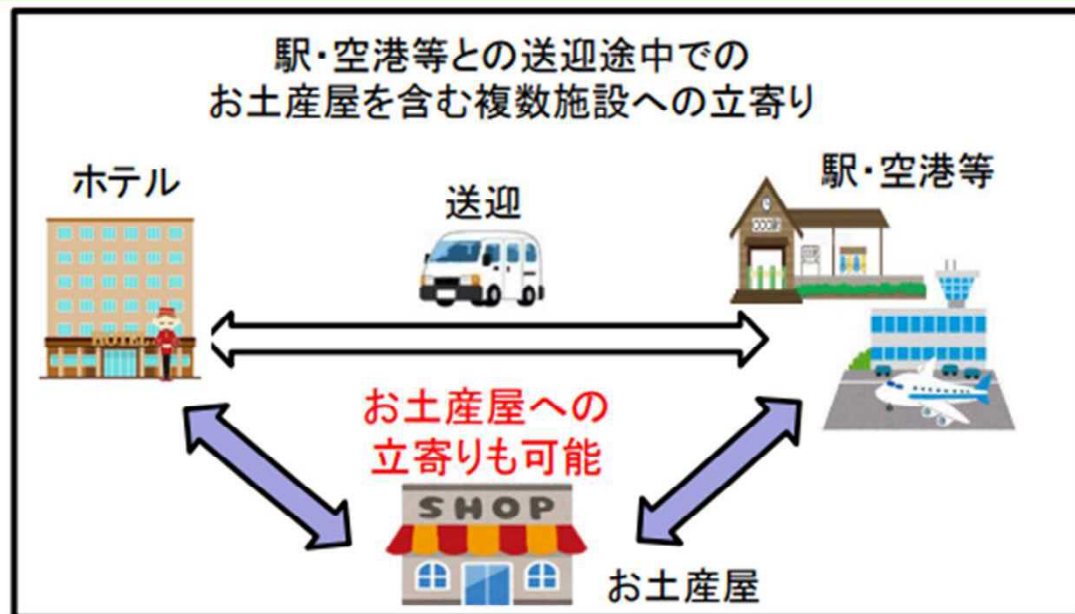 駅・空港等との送迎途中での
お土産屋を含む複数施設への立寄り
ホテル
送迎
駅・空港等
HOTEL
お土産屋への
立寄りも可能
SHOP
お土産屋